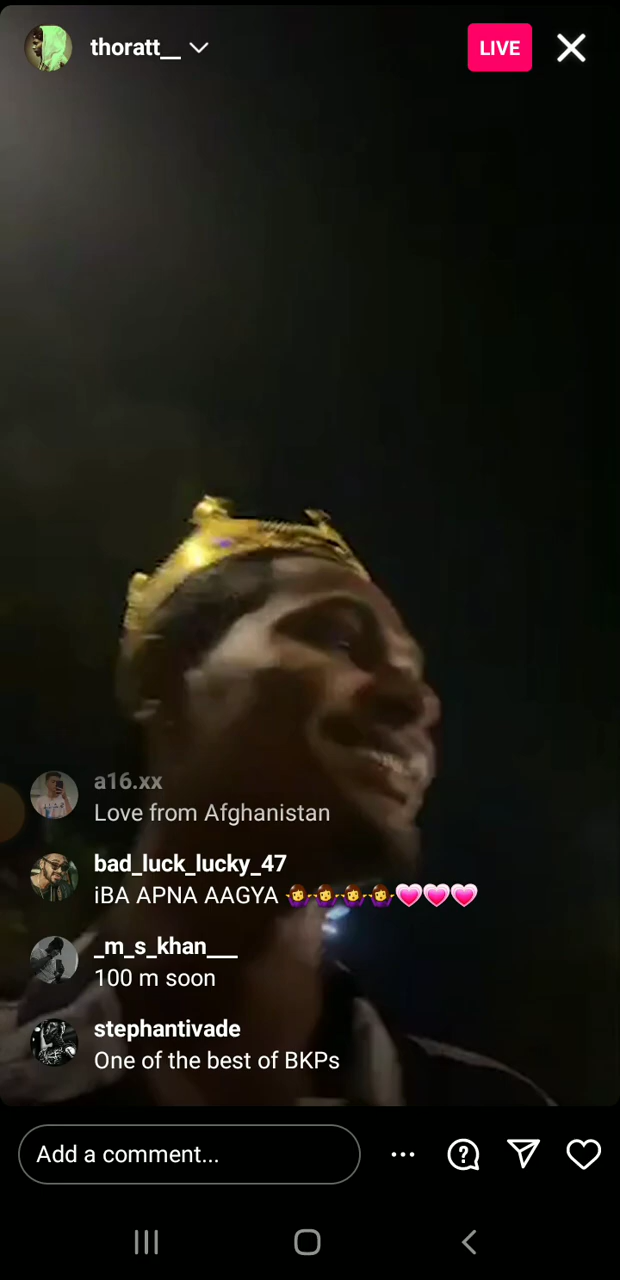 thoratt__
LIVE
a16.xx
Love from Afghanistan
bad_luck_lucky_47
iBA APNA AAGYA 🤷‍♀️🤷‍♀️🤷‍♀️🤷‍♀️💗💗💗
_m_s_khan___
100 m soon
stephantivade
One of the best of BKPs
Add a comment...